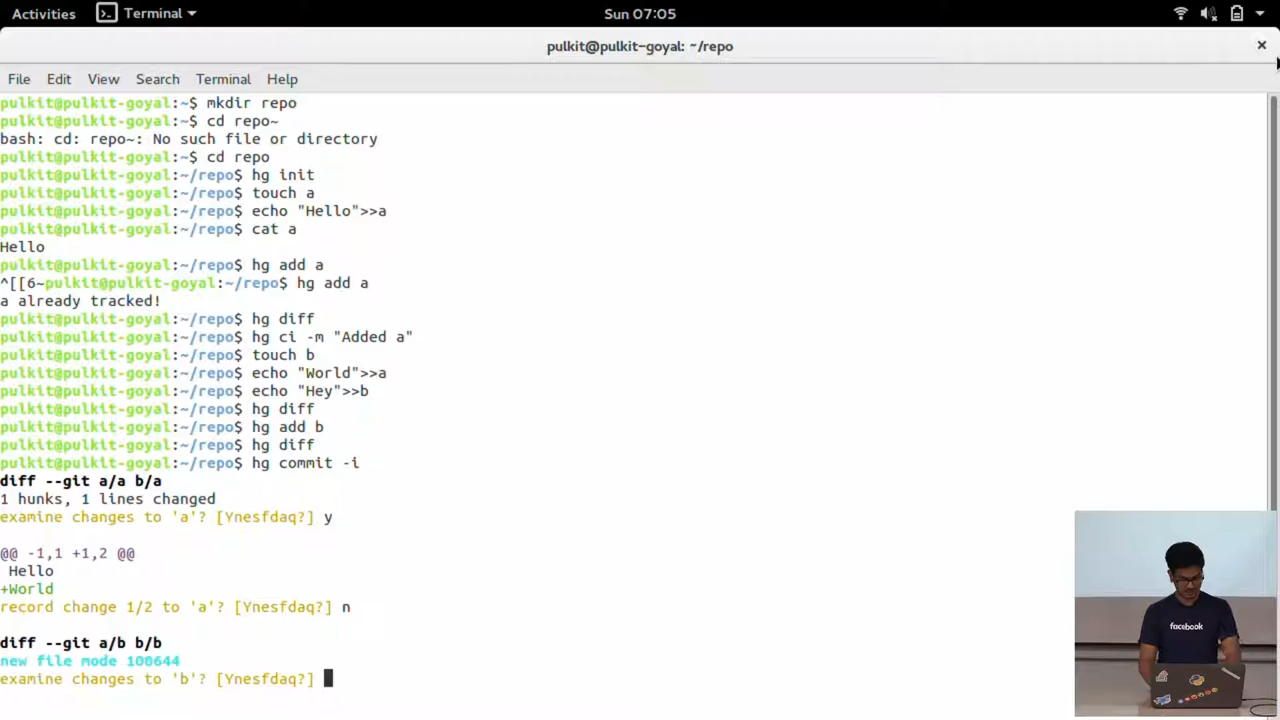 Activities Terminal Sun 07:05
pulkit@pulkit-goyal: ~/repo
File Edit View Search Terminal Help
pulkit@pulkit-goyal:~$ mkdir repo
pulkit@pulkit-goyal:~$ cd repo~
bash: cd: repo~: No such file or directory
pulkit@pulkit-goyal:~$ cd repo
pulkit@pulkit-goyal:~/repo$ hg init
pulkit@pulkit-goyal:~/repo$ touch a
pulkit@pulkit-goyal:~/repo$ echo "Hello">>a
pulkit@pulkit-goyal:~/repo$ cat a
Hello
pulkit@pulkit-goyal:~/repo$ hg add a
^[[6~pulkit@pulkit-goyal:~/repo$ hg add a
a already tracked!
pulkit@pulkit-goyal:~/repo$ hg diff
pulkit@pulkit-goyal:~/repo$ hg ci -m "Added a"
pulkit@pulkit-goyal:~/repo$ touch b
pulkit@pulkit-goyal:~/repo$ echo "World">>a
pulkit@pulkit-goyal:~/repo$ echo "Hey">>b
pulkit@pulkit-goyal:~/repo$ hg diff
pulkit@pulkit-goyal:~/repo$ hg add b
pulkit@pulkit-goyal:~/repo$ hg diff
pulkit@pulkit-goyal:~/repo$ hg commit -i
diff --git a/a b/a
1 hunks, 1 lines changed
examine changes to 'a'? [Ynesfdaq?] y
@@ -1,1 +1,2 @@
Hello
+World
record change 1/2 to 'a'? [Ynesfdaq?] n
diff --git a/b b/b
new file mode 100644
examine changes to 'b'? [Ynesfdaq?]
facebook